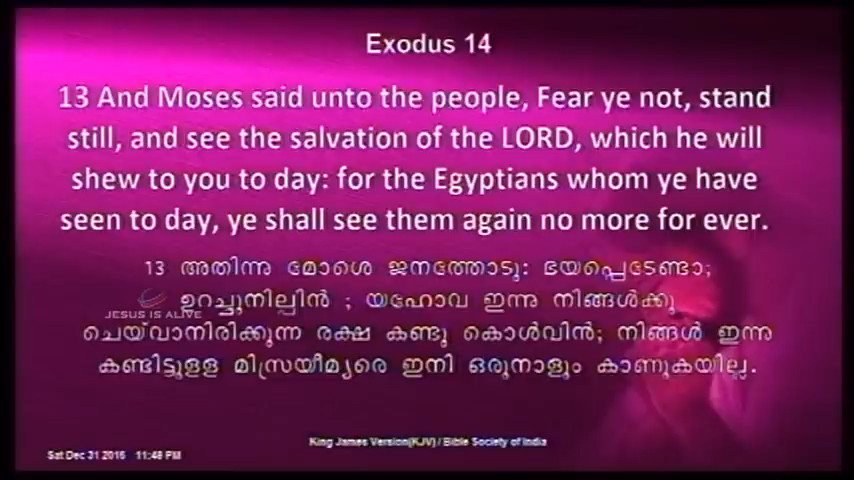 Exodus 14
13 And Moses said unto the people, Fear ye not, stand
still, and see the salvation of the LORD, which he will
shew to you to day: for the Egyptians whom ye have
seen to day, ye shall see them again no more for ever.
13 അതിന്നു മോശെ ജനത്തോടു: ഭയപ്പെടേണ്ടാ;
ഉറച്ചുനില്പിൻ ; യഹോവ ഇന്നു നിങ്ങൾക്കു
JESUS IS ALIVE
ചെയ്‌വാനിരിക്കുന്ന രക്ഷ കണ്ടു കൊൾവിൻ; നിങ്ങൾ ഇന്നു
കണ്ടിട്ടുള്ള മിസ്രയീമ്യരെ ഇനി ഒരുനാളും കാണുകയില്ല.
King James Version(KJV) / Bible Society of India
Sat Dec 31 2016 11:48 PM